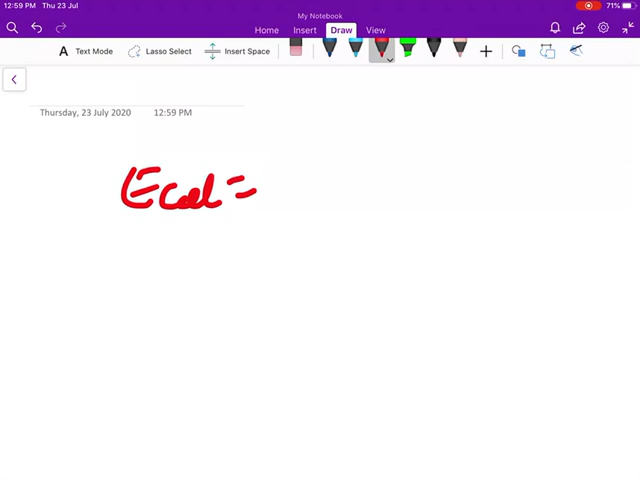 12:59 PM Thu 23 Jul 71%
My Notebook
Home Insert Draw View
A Text Mode Lasso Select Insert Space
Thursday, 23 July 2020 12:59 PM
Ecell =